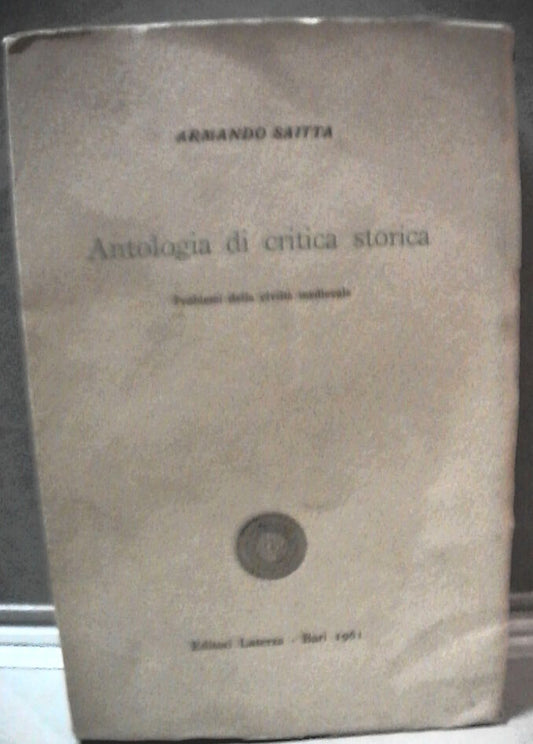 ARMANDO SAITTA
Antologia di critica storica
Problemi della civiltà medievale
Editori Laterza - Bari 1961